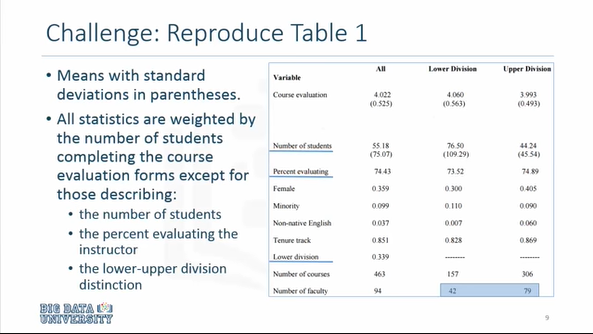 Challenge: Reproduce Table 1
• Means with standard
deviations in parentheses.
• All statistics are weighted by
the number of students
completing the course
evaluation forms except for
those describing:
• the number of students
• the percent evaluating the
instructor
• the lower-upper division
distinction
Variable All Lower Division Upper Division
Course evaluation 4.022 4.060 3.993
(0.525) (0.563) (0.493)
Number of students 55.18 76.50 44.24
(75.07) (109.29) (45.54)
Percent evaluating 74.43 73.52 74.89
Female 0.359 0.300 0.405
Minority 0.099 0.110 0.090
Non-native English 0.037 0.007 0.060
Tenure track 0.851 0.828 0.869
Lower division 0.339 -------- --------
Number of courses 463 157 306
Number of faculty 94 42 79
BIG DATA
UNIVERSITY
9